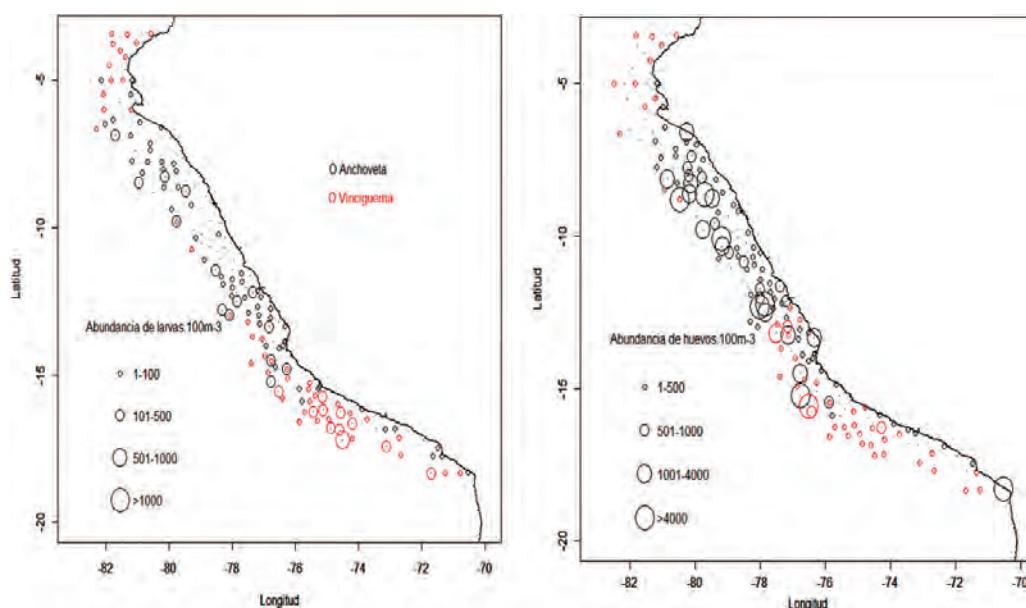 -5
-10
-15
-20
Latitud
O Anchoveta
O Vinciguerria
Abundancia de larvas.100m-3
1-100
101-500
501-1000
>1000
-82 -80 -78 -76 -74 -72 -70
Longitud
-5
-10
-15
-20
Latitud
Abundancia de huevos.100m-3
1-500
501-1000
1001-4000
>4000
-82 -80 -78 -76 -74 -72 -70
Longitud